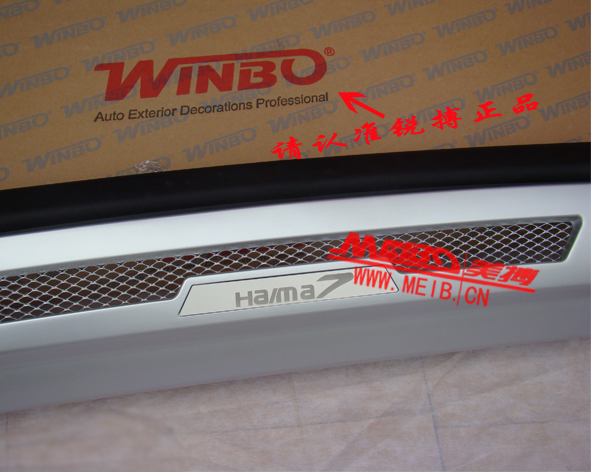 WINBO®
Auto Exterior Decorations Professional
请认准锐搏正品
MEIBO美博
WWW.MEIB.CN
Haima7